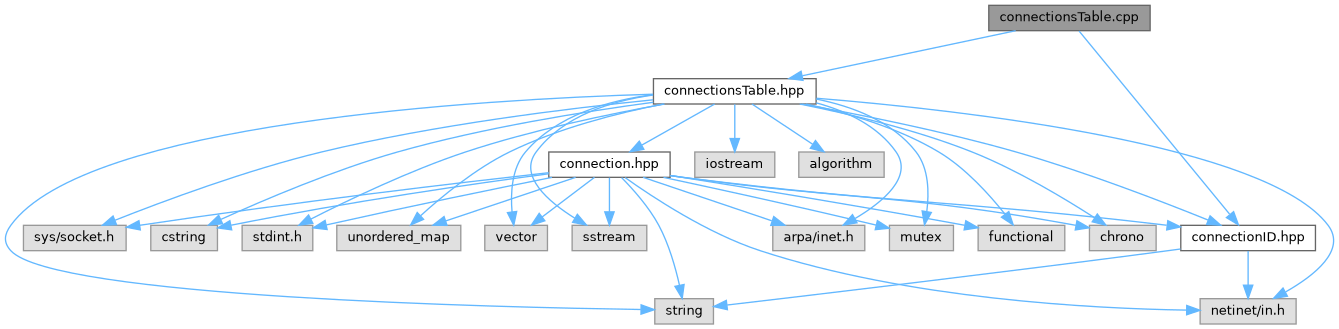 connectionsTable.cpp
connectionsTable.hpp
connection.hpp
iostream
algorithm
sys/socket.h
cstring
stdint.h
unordered_map
vector
sstream
arpa/inet.h
mutex
functional
chrono
connectionID.hpp
string
netinet/in.h